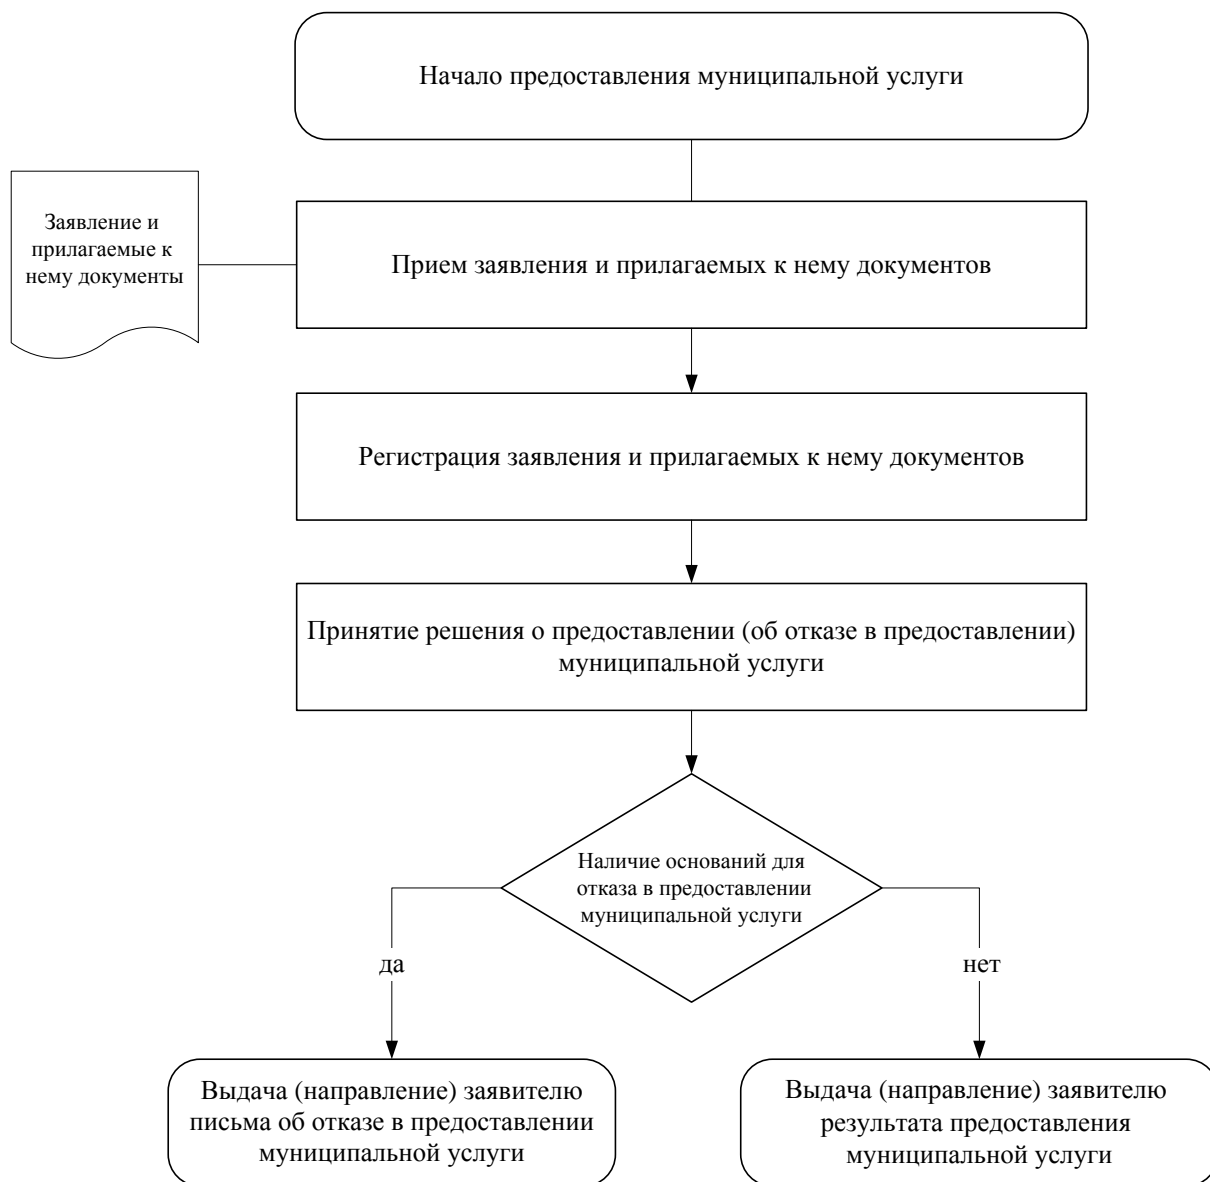 Начало предоставления муниципальной услуги
Заявление и
прилагаемые к
нему документы
Прием заявления и прилагаемых к нему документов
Регистрация заявления и прилагаемых к нему документов
Принятие решения о предоставлении (об отказе в предоставлении)
муниципальной услуги
Наличие оснований для
отказа в предоставлении
муниципальной услуги
да
нет
Выдача (направление) заявителю
письма об отказе в предоставлении
муниципальной услуги
Выдача (направление) заявителю
результата предоставления
муниципальной услуги